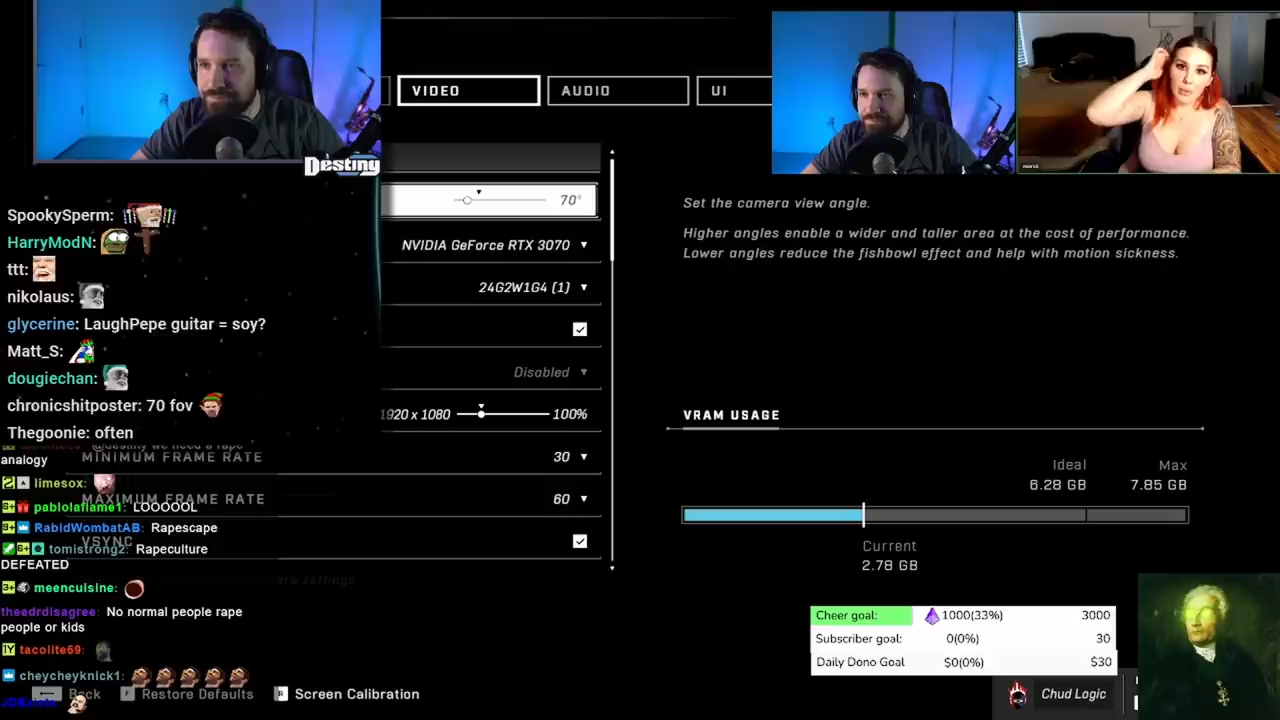 VIDEO
AUDIO
UI
Destiny
70°
Set the camera view angle.
Higher angles enable a wider and taller area at the cost of performance.
Lower angles reduce the fishbowl effect and help with motion sickness.
NVIDIA GeForce RTX 3070
24G2W1G4 (1)
Disabled
1920 x 1080 100%
SpookySperm:
HarryModN:
ttt:
nikolaus:
glycerine: LaughPepe guitar = soy?
Matt_S:
dougiechan:
chronicshitposter: 70 fov
Thegoonie: often
@destiny we need a rape
analogy
MINIMUM FRAME RATE 30
limesox:
MAXIMUM FRAME RATE 60
pablolaflame1: LOOOOOL
RabidWombatAB: Rapescape
VSYNC
tomistrong2: Rapeculture
DEFEATED
meencuisine:
theedrdisagree: No normal people rape
people or kids
tacolite69:
cheycheyknick1:
Back
Restore Defaults
Screen Calibration
VRAM USAGE
Ideal
6.28 GB
Max
7.85 GB
Current
2.78 GB
Cheer goal: 1000(33%) 3000
Subscriber goal: 0(0%) 30
Daily Dono Goal $0(0%) $30
Chud Logic